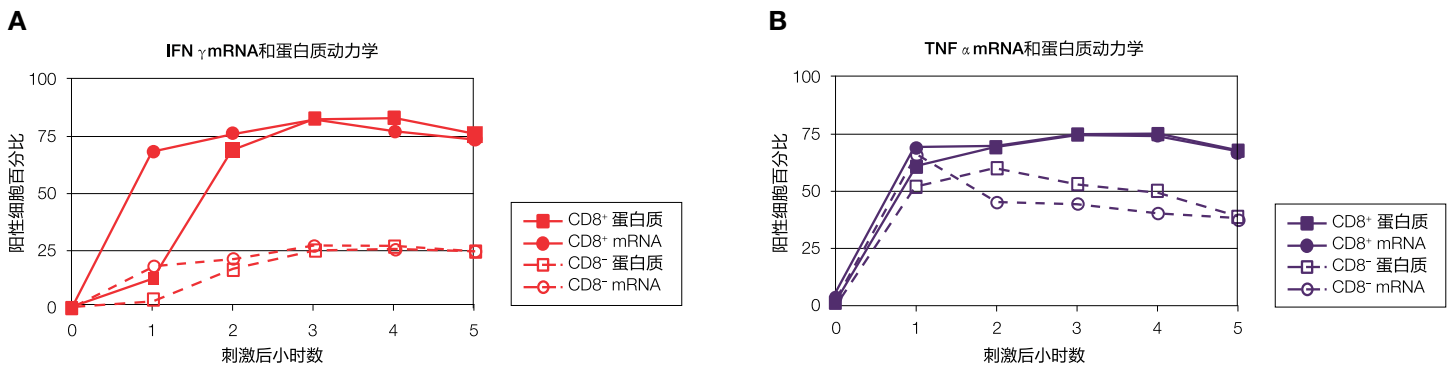 A
IFN γ mRNA和蛋白质动力学
阳性细胞百分比
100
75
50
25
0
0 1 2 3 4 5
刺激后小时数
CD8⁺ 蛋白质
CD8⁺ mRNA
CD8⁻ 蛋白质
CD8⁻ mRNA
B
TNF α mRNA和蛋白质动力学
阳性细胞百分比
100
75
50
25
0
0 1 2 3 4 5
刺激后小时数
CD8⁺ 蛋白质
CD8⁺ mRNA
CD8⁻ 蛋白质
CD8⁻ mRNA